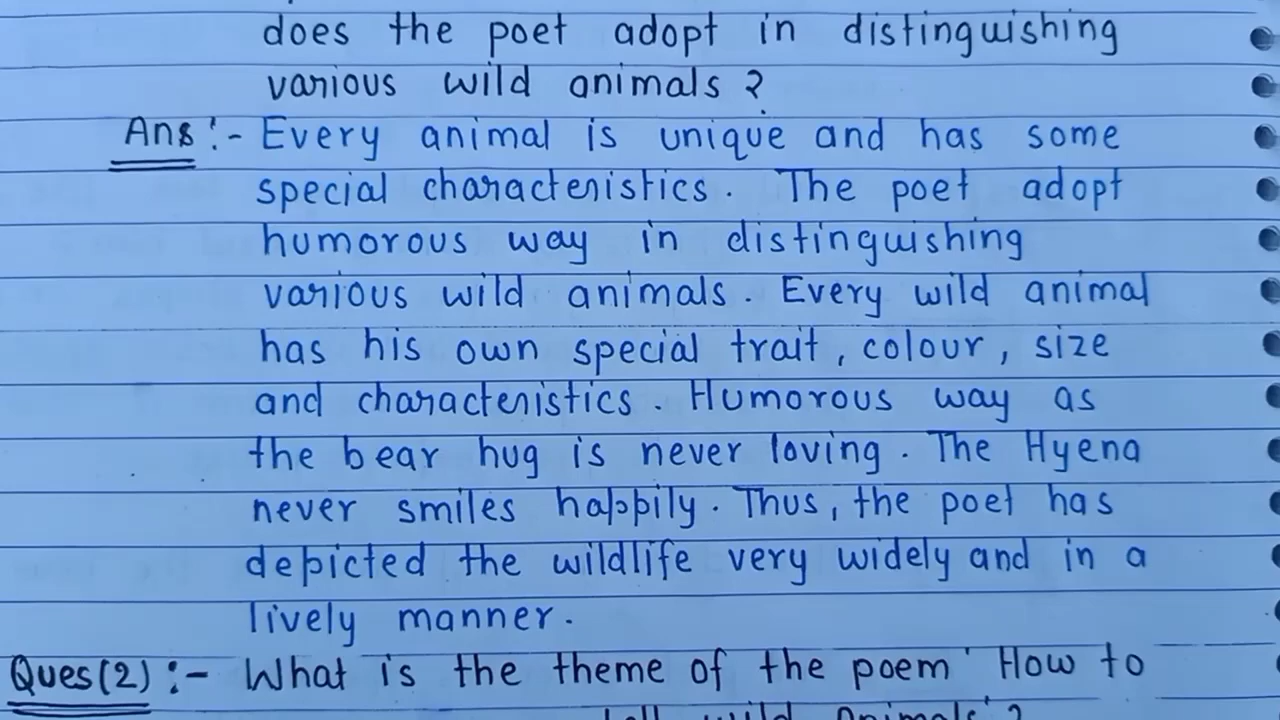 does the poet adopt in distinguishing
various wild animals ?
Ans :- Every animal is unique and has some
special characteristics. The poet adopt
humorous way in distinguishing
various wild animals. Every wild animal
has his own special trait, colour, size
and characteristics. Humorous way as
the bear hug is never loving. The Hyena
never smiles happily. Thus, the poet has
depicted the wildlife very widely and in a
lively manner.
Ques(2) :- What is the theme of the poem 'How to
tell wild Animals'?